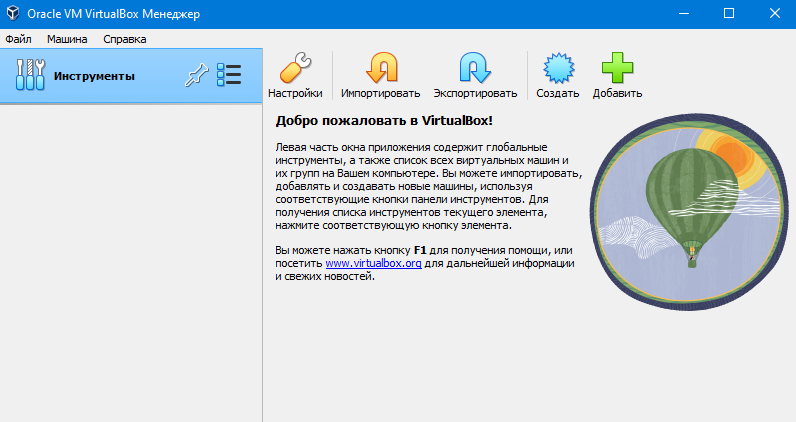 Oracle VM VirtualBox Менеджер
Файл Машина Справка
Инструменты
Настройки Импортировать Экспортировать Создать Добавить
Добро пожаловать в VirtualBox!
Левая часть окна приложения содержит глобальные
инструменты, а также список всех виртуальных машин и
их групп на Вашем компьютере. Вы можете импортировать,
добавлять и создавать новые машины, используя
соответствующие кнопки панели инструментов. Для
получения списка инструментов текущего элемента,
нажмите соответствующую кнопку элемента.
Вы можете нажать кнопку F1 для получения помощи, или
посетить www.virtualbox.org для дальнейшей информации
и свежих новостей.